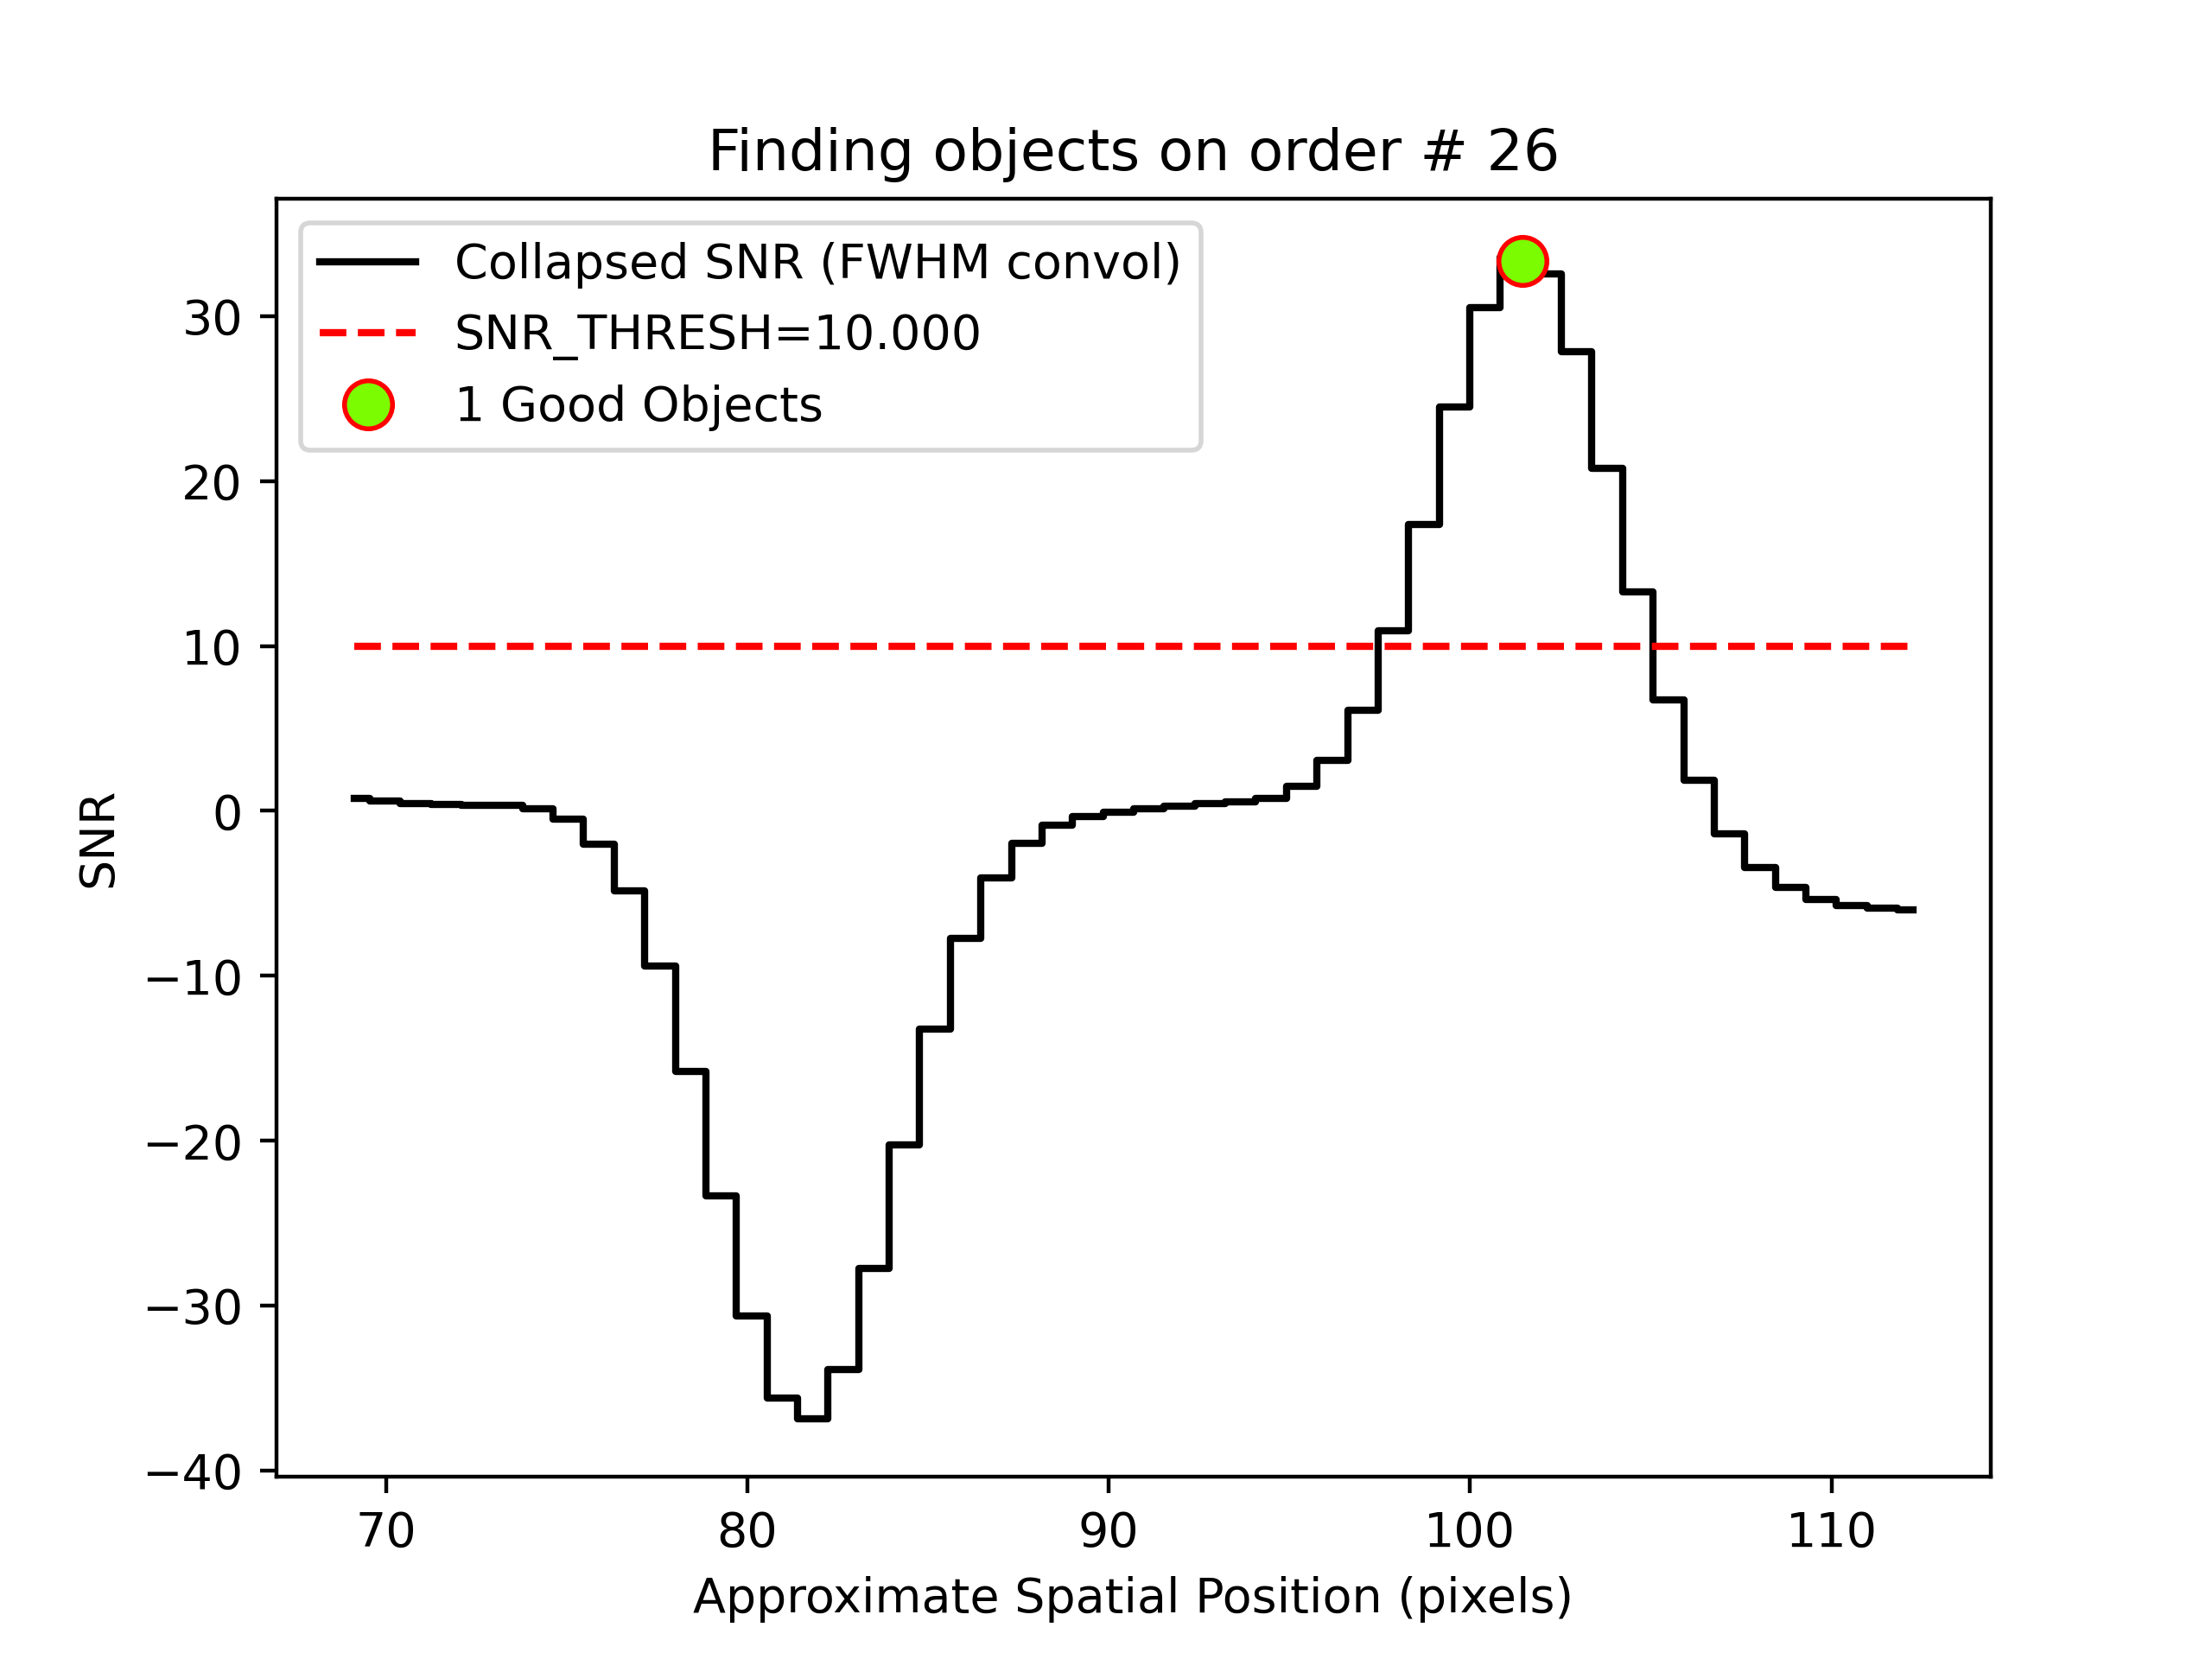 Finding objects on order # 26
Collapsed SNR (FWHM convol)
SNR_THRESH=10.000
1 Good Objects
30
20
10
0
−10
−20
−30
−40
SNR
70 80 90 100 110
Approximate Spatial Position (pixels)